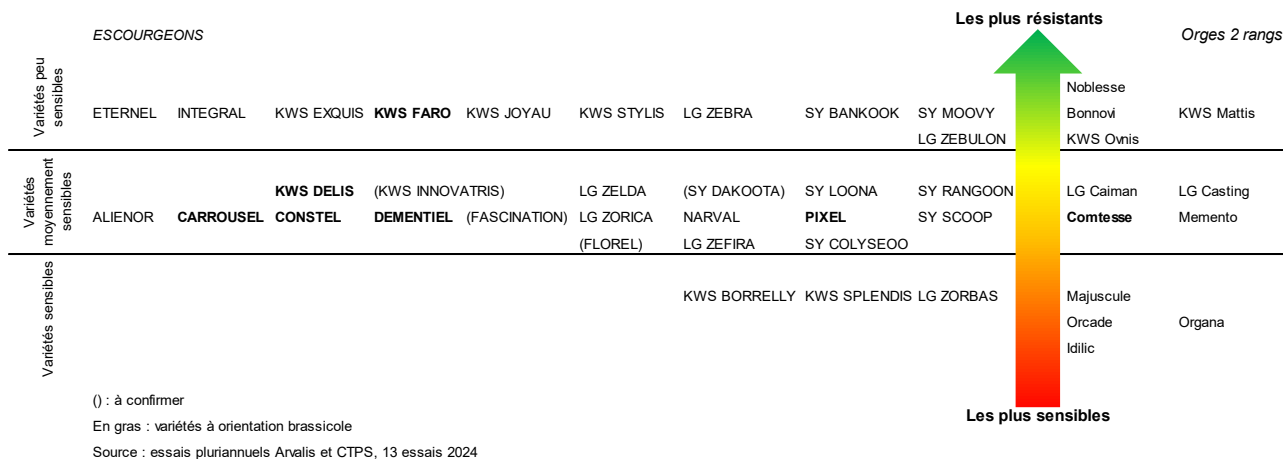 Les plus résistants
ESCOURGEONS
Orges 2 rangs
Variétés peu sensibles
Noblesse
ETERNEL INTEGRAL KWS EXQUIS KWS FARO KWS JOYAU KWS STYLIS LG ZEBRA SY BANKOOK SY MOOVY Bonnovi KWS Mattis
LG ZEBULON KWS Ovnis
Variétés moyennement sensibles
KWS DELIS (KWS INNOVATRIS) LG ZELDA (SY DAKOOTA) SY LOONA SY RANGOON LG Caiman LG Casting
ALIENOR CARROUSEL CONSTEL DEMENTIEL (FASCINATION) LG ZORICA NARVAL PIXEL SY SCOOP Comtesse Memento
(FLOREL) LG ZEFIRA SY COLYSEOO
Variétés sensibles
KWS BORRELLY KWS SPLENDIS LG ZORBAS Majuscule
Orcade Organa
Idilic
() : à confirmer
Les plus sensibles
En gras : variétés à orientation brassicole
Source : essais pluriannuels Arvalis et CTPS, 13 essais 2024